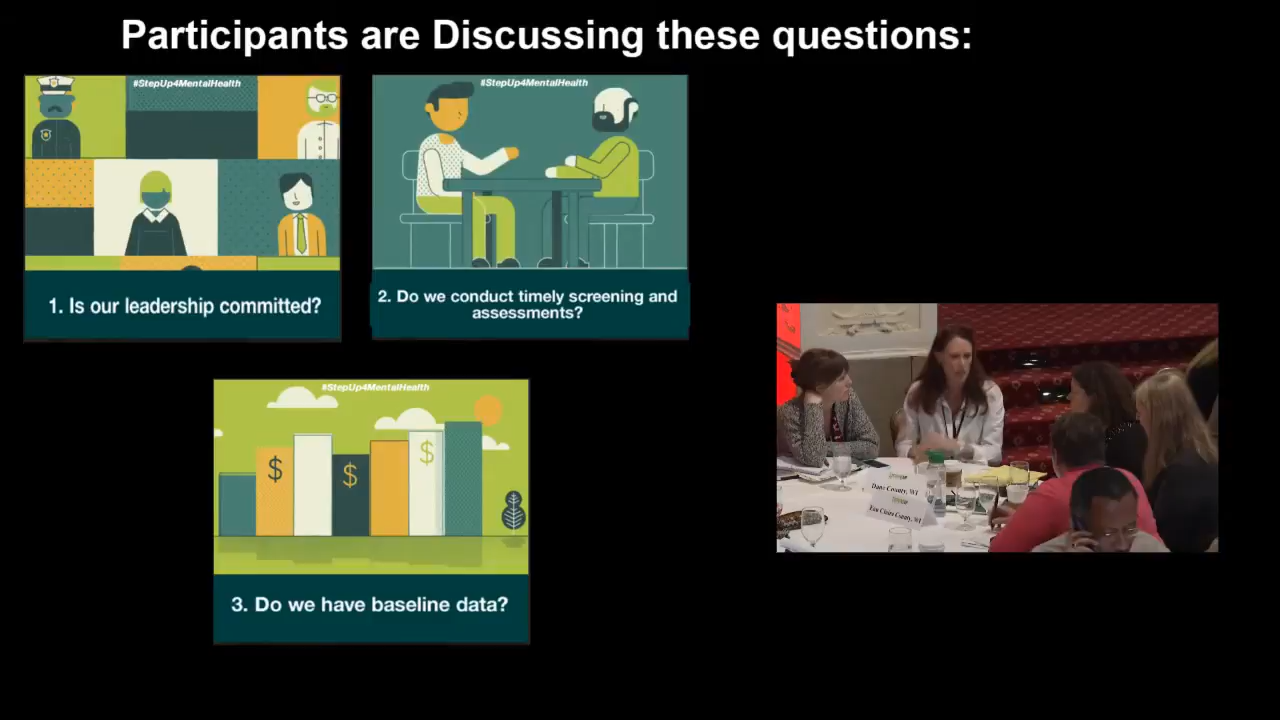 Participants are Discussing these questions:
#StepUp4MentalHealth
1. Is our leadership committed?
#StepUp4MentalHealth
2. Do we conduct timely screening and
assessments?
#StepUp4MentalHealth
$
$
$
3. Do we have baseline data?
Dane County, WI
Eau Claire County, WI